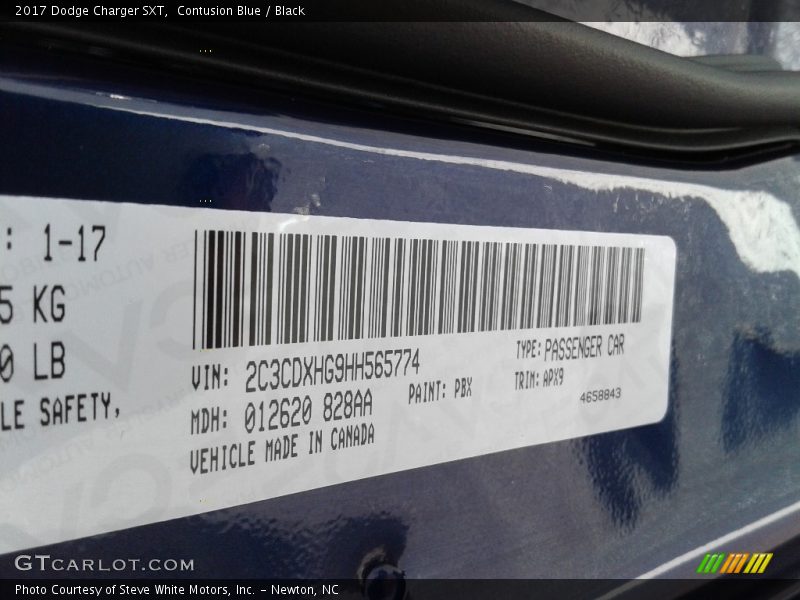 2017 Dodge Charger SXT, Contusion Blue / Black
: 1-17
5 KG
0 LB
LE SAFETY,
VIN: 2C3CDXHG9HH565774
TYPE: PASSENGER CAR
MDH: 012620 828AA
PAINT: PBX
TRIM: APX9
4658843
VEHICLE MADE IN CANADA
GTCARLOT.COM
Photo Courtesy of Steve White Motors, Inc. - Newton, NC